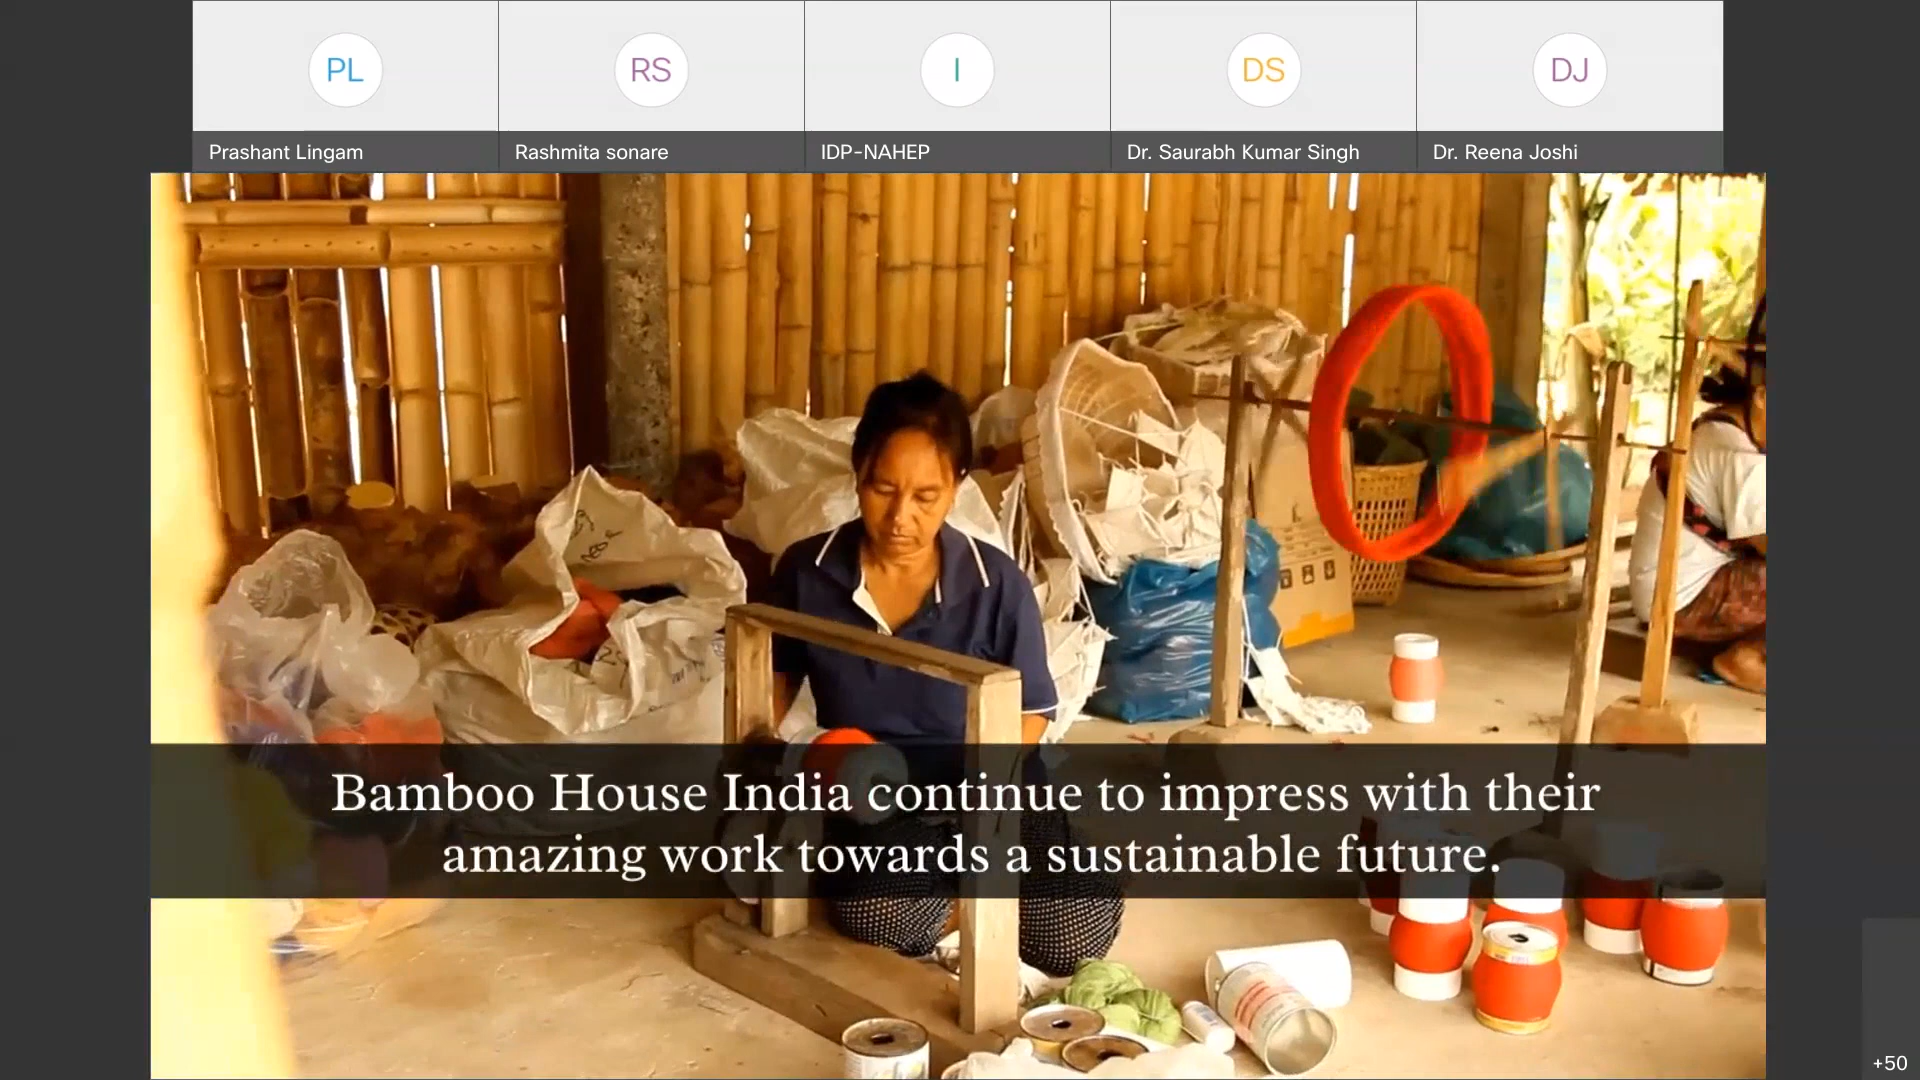 PL
RS
I
DS
DJ
Prashant Lingam
Rashmita sonare
IDP-NAHEP
Dr. Saurabh Kumar Singh
Dr. Reena Joshi
Bamboo House India continue to impress with their
amazing work towards a sustainable future.
+50